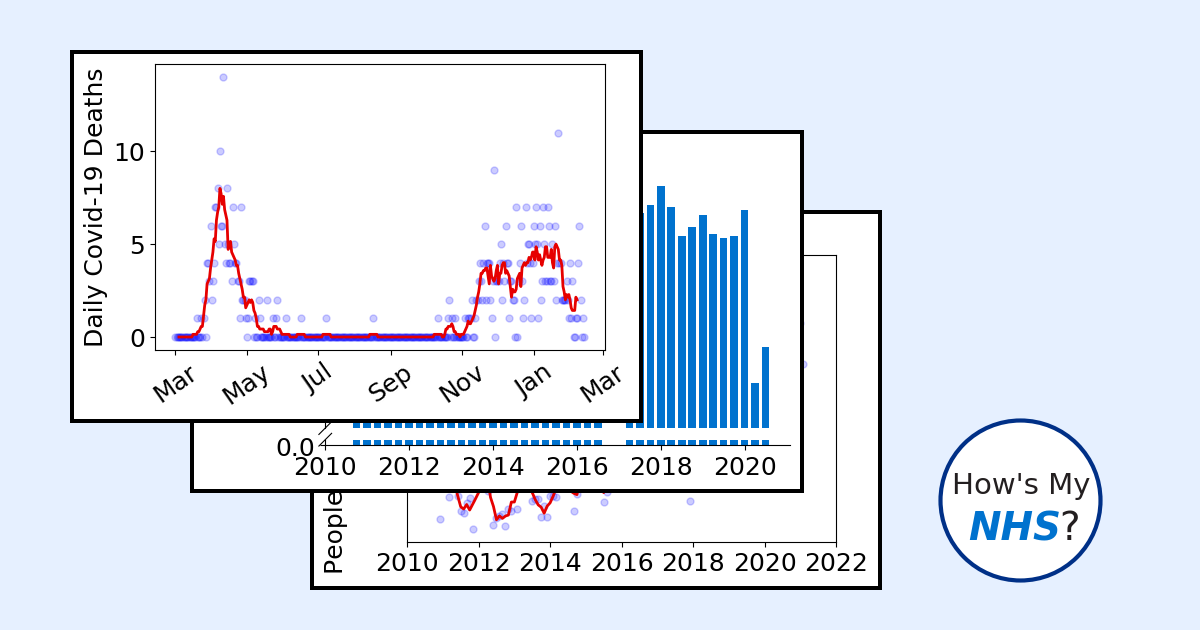 Daily Covid-19 Deaths
10
5
0
Mar May Jul Sep Nov Jan Mar
0.0
2010 2012 2014 2016 2018 2020
People
2010 2012 2014 2016 2018 2020 2022
How's My
NHS?